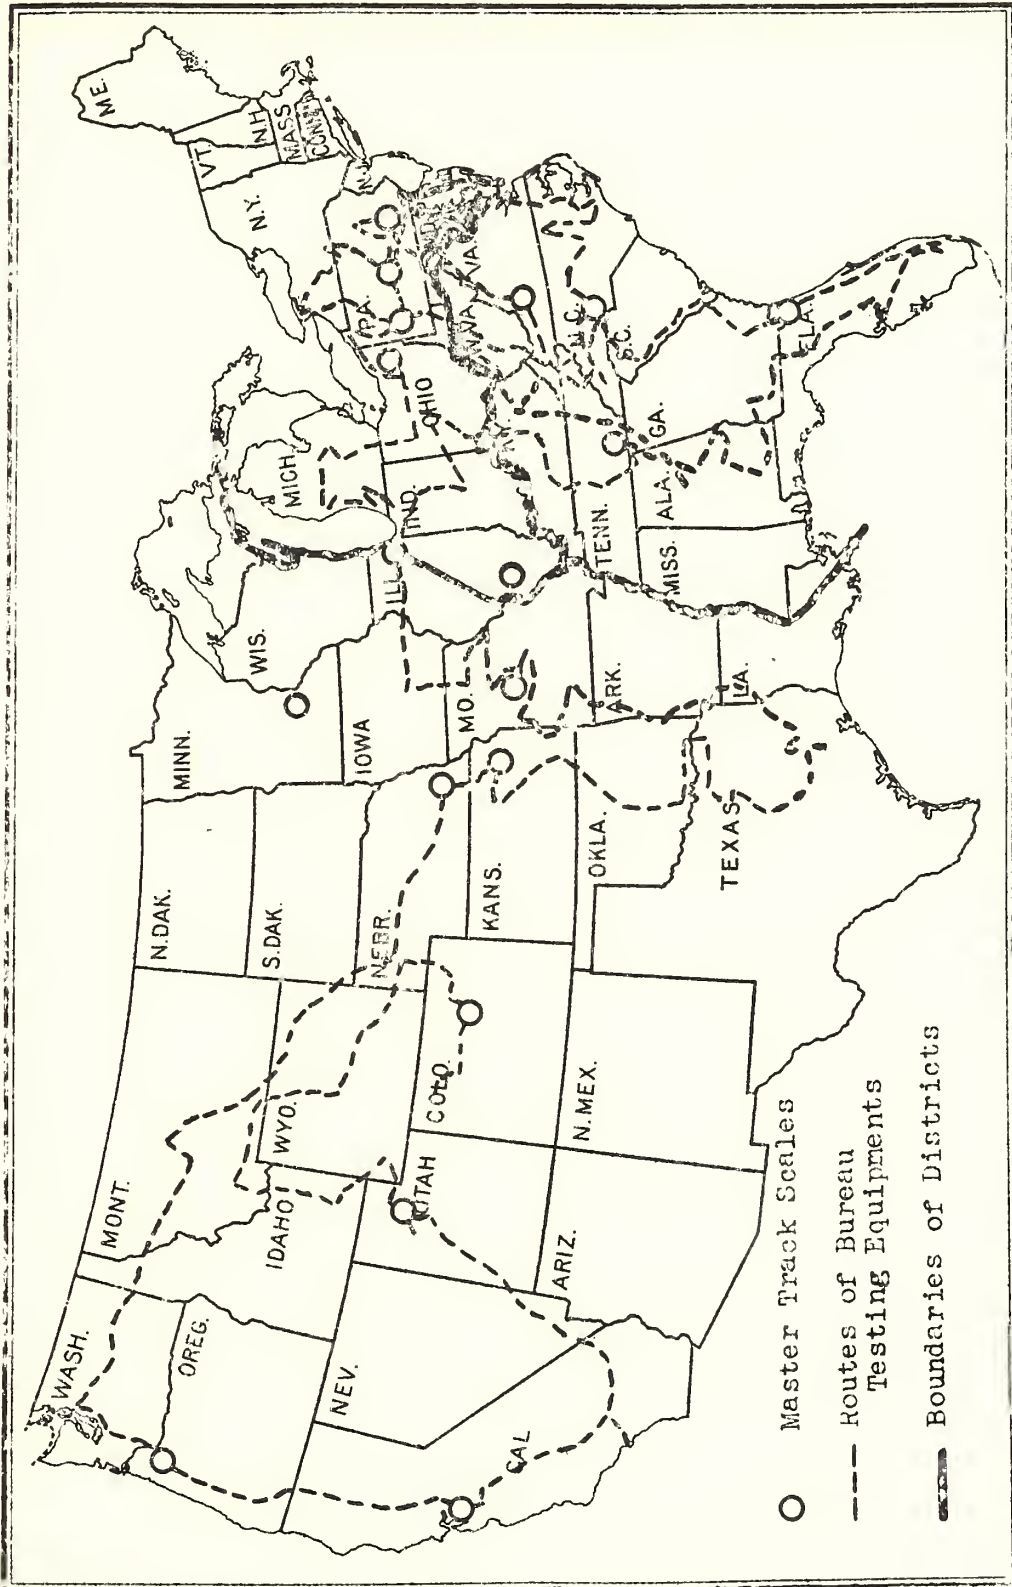 WASH.
OREG.
CAL
NEV.
IDAHO
MONT.
WYO.
UTAH
ARIZ.
COLO.
N.MEX.
N.DAK.
S.DAK.
NEBR.
KANS.
OKLA.
TEXAS
MINN.
IOWA
MO.
ARK.
LA.
WIS.
ILL.
MICH.
IND.
OHIO
TENN.
MISS.
ALA.
GA.
FLA.
S.C.
N.C.
VA.
W.VA.
PA.
N.Y.
N.J.
VT.
N.H.
ME.
MASS
CONN.
Master Track Scales
Routes of Bureau
Testing Equipments
Boundaries of Districts